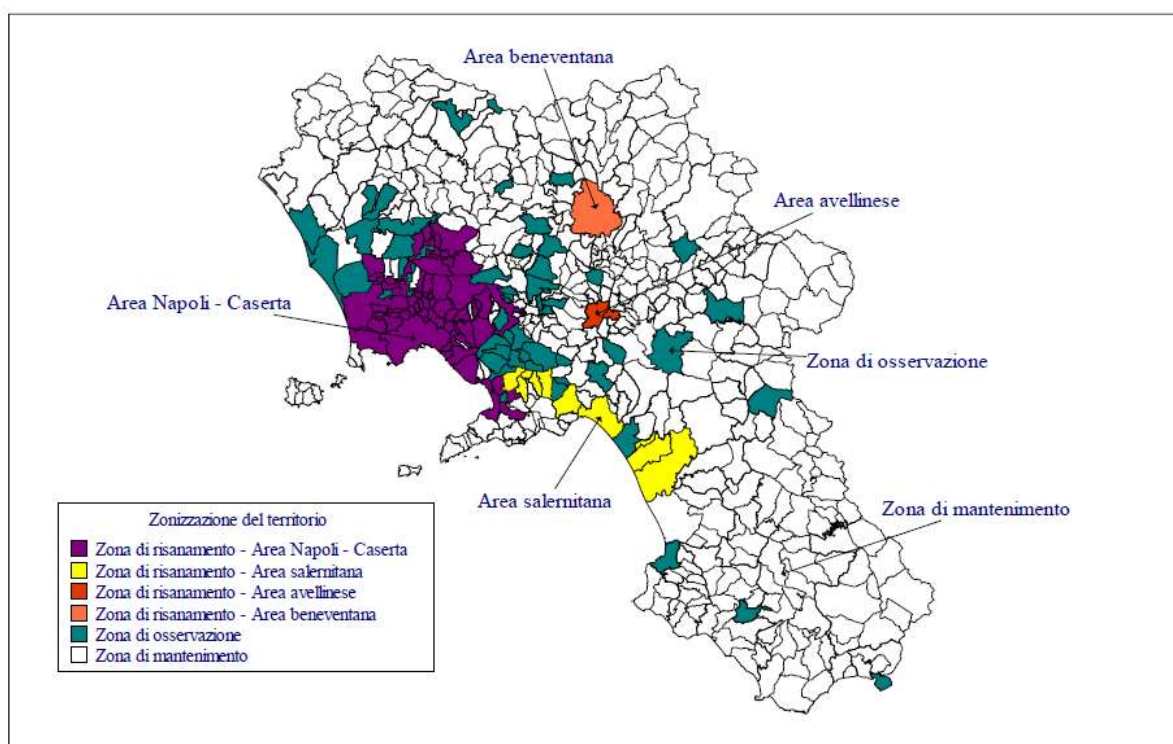 Area beneventana
Area avellinese
Area Napoli - Caserta
Zona di osservazione
Area salernitana
Zona di mantenimento
Zonizzazione del territorio
Zona di risanamento - Area Napoli - Caserta
Zona di risanamento - Area salernitana
Zona di risanamento - Area avellinese
Zona di risanamento - Area beneventana
Zona di osservazione
Zona di mantenimento